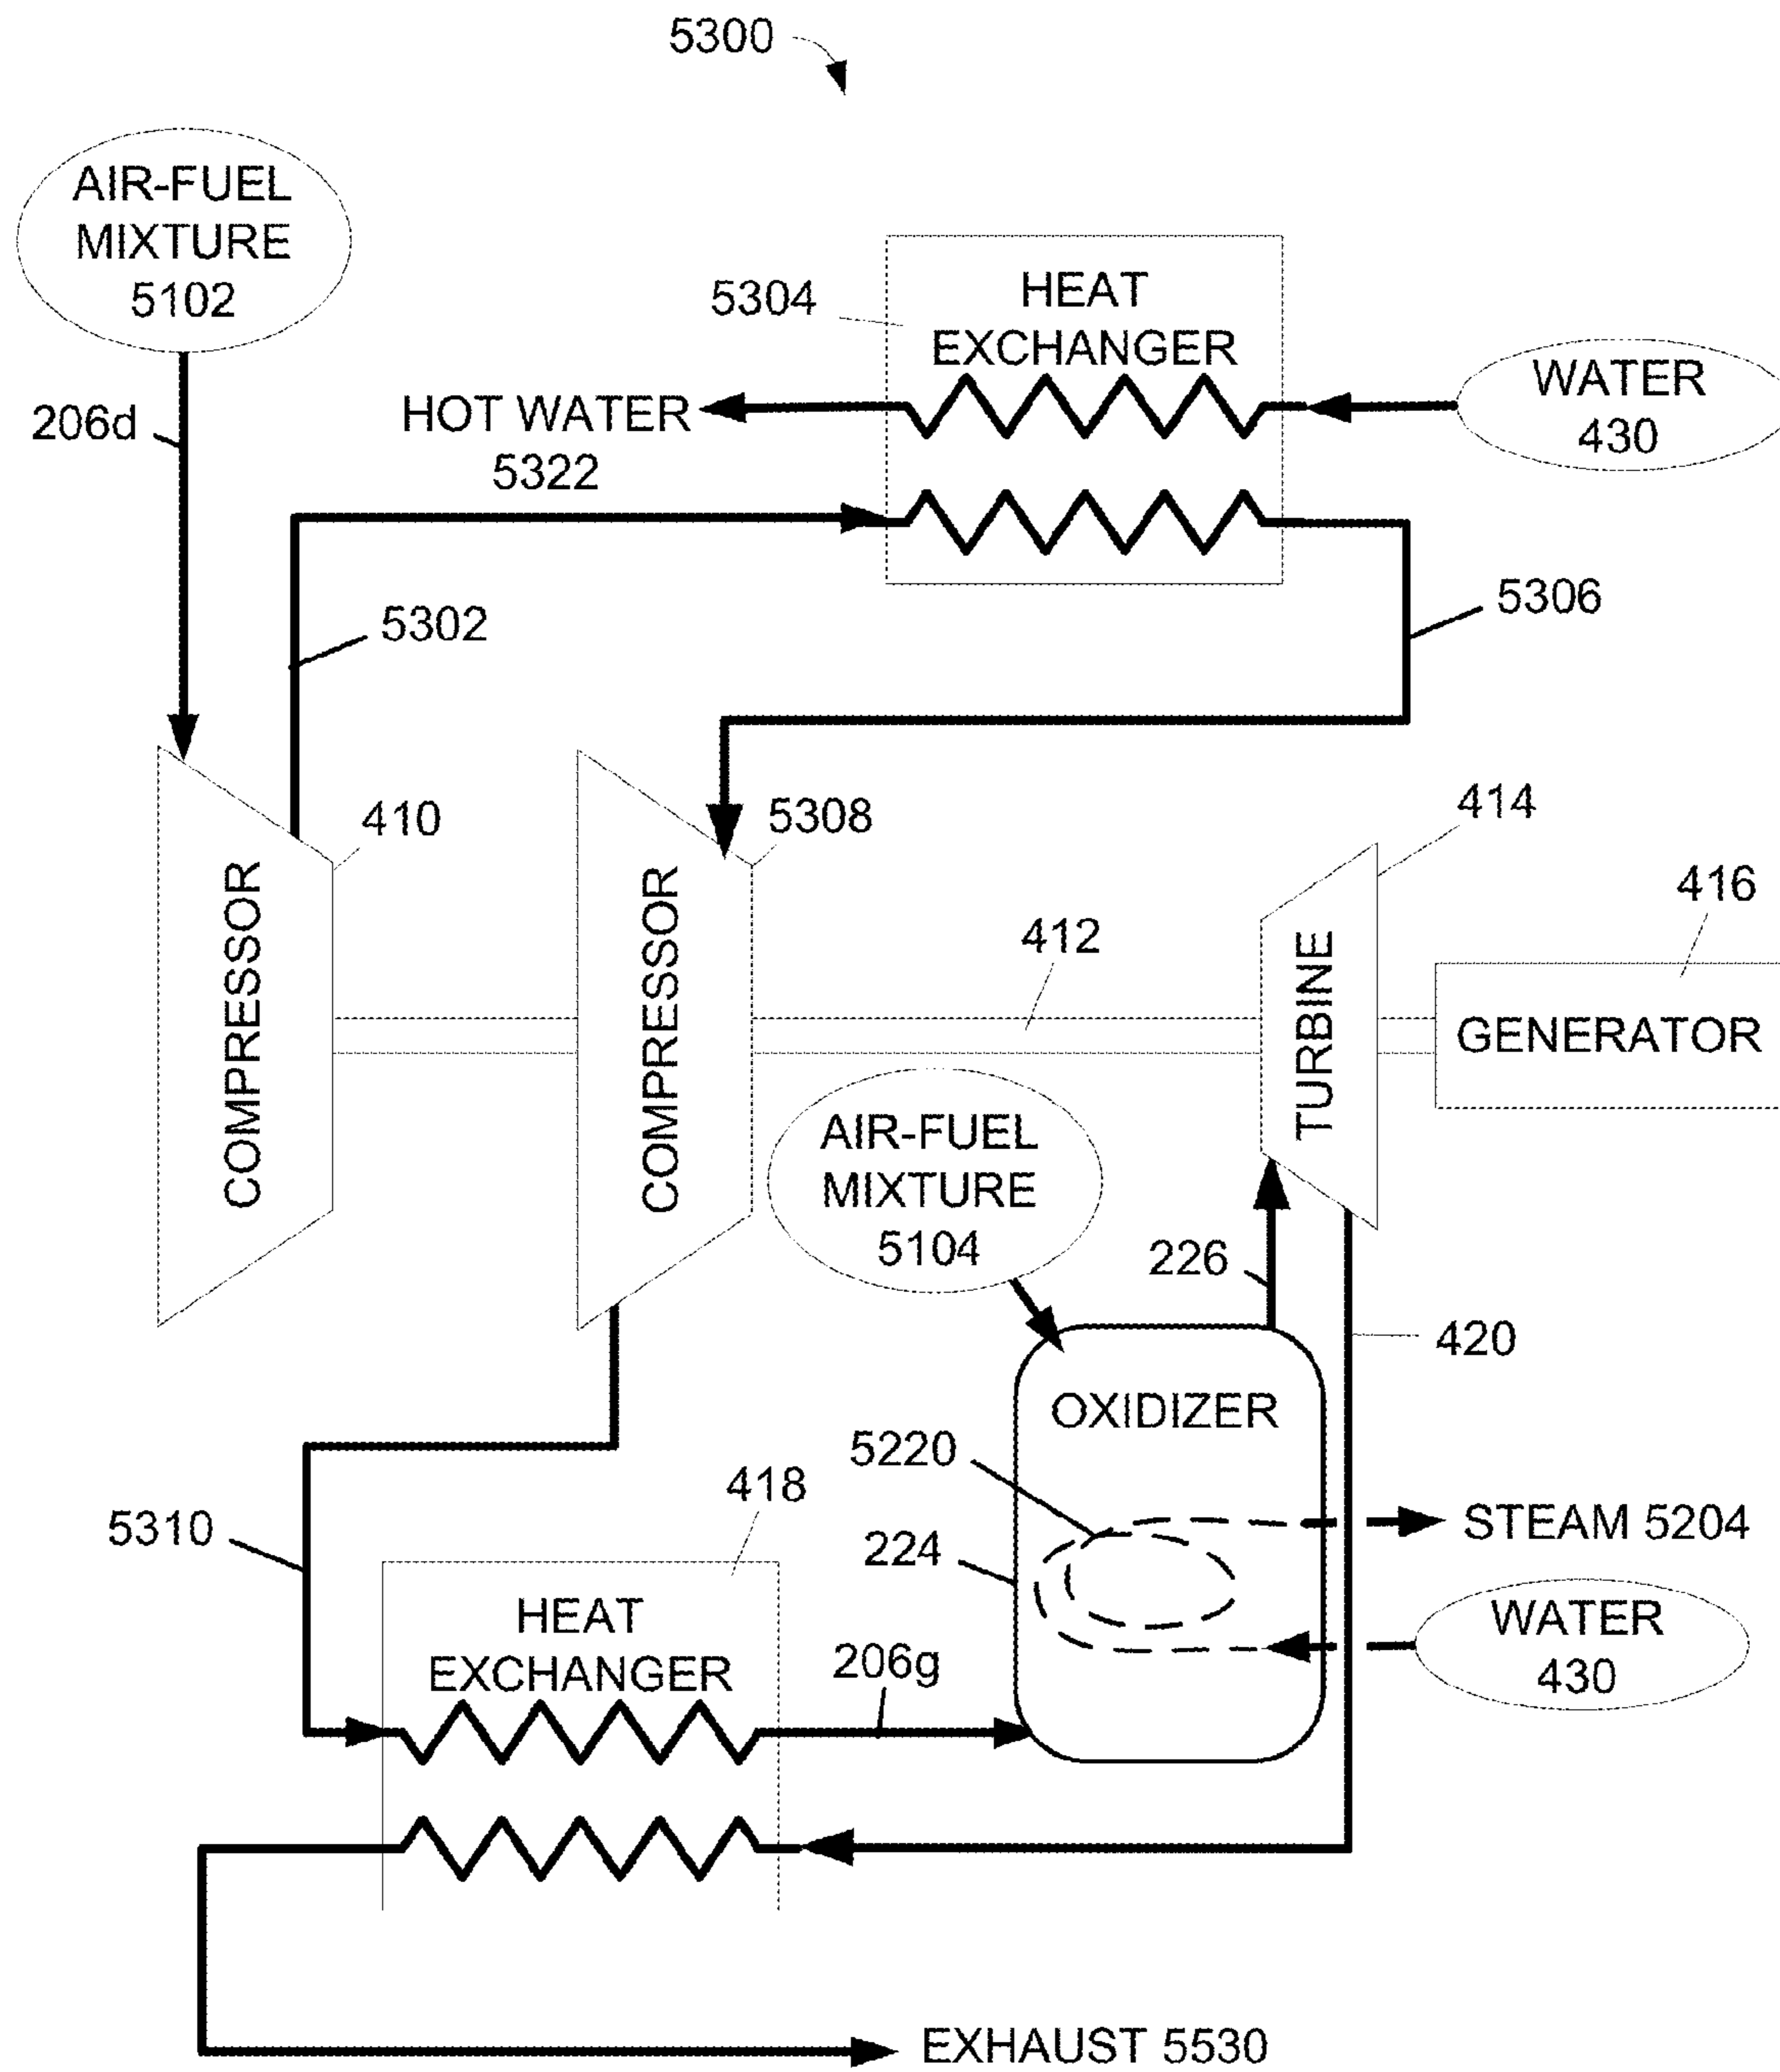 5300
AIR-FUEL
MIXTURE
5102
206d
5304
HEAT
EXCHANGER
WATER
430
HOT WATER
5322
5302
5306
410
5308
414
416
COMPRESSOR
COMPRESSOR
412
TURBINE
GENERATOR
AIR-FUEL
MIXTURE
5104
226
420
OXIDIZER
5220
418
5310
224
STEAM 5204
HEAT
EXCHANGER
206g
WATER
430
EXHAUST 5530